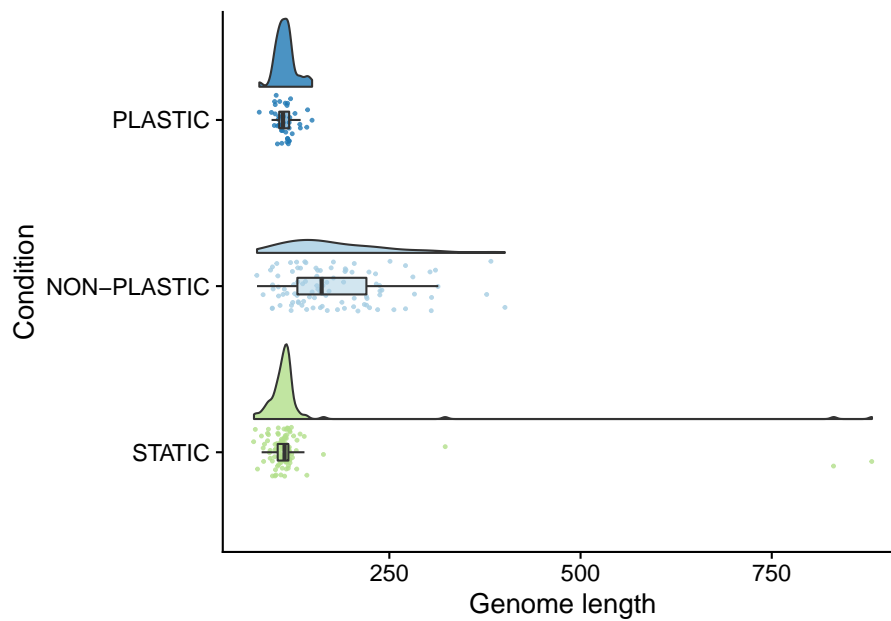 PLASTIC
NON−PLASTIC
STATIC
Condition
250 500 750
Genome length